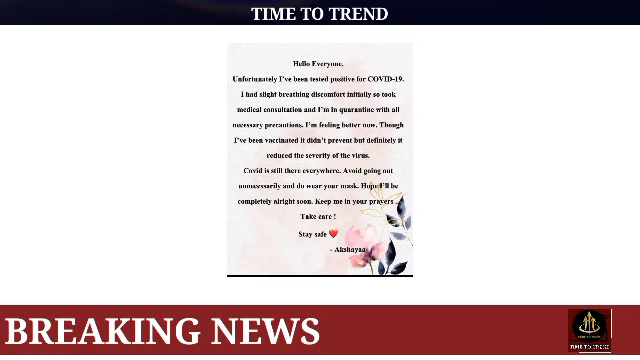 TIME TO TREND
Hello Everyone,
Unfortunately I've been tested positive for COVID-19.
I had slight breathing discomfort initially so took
medical consultation and I'm in quarantine with all
necessary precautions. I'm feeling better now. Though
I've been vaccinated it didn't prevent but definitely it
reduced the severity of the virus.
Covid is still there everywhere. Avoid going out
unnecessarily and do wear your mask. Hope I'll be
completely alright soon. Keep me in your prayers ..
Take care !
Stay safe ❤️
- Akshayaa
BREAKING NEWS
TIME TO TREND